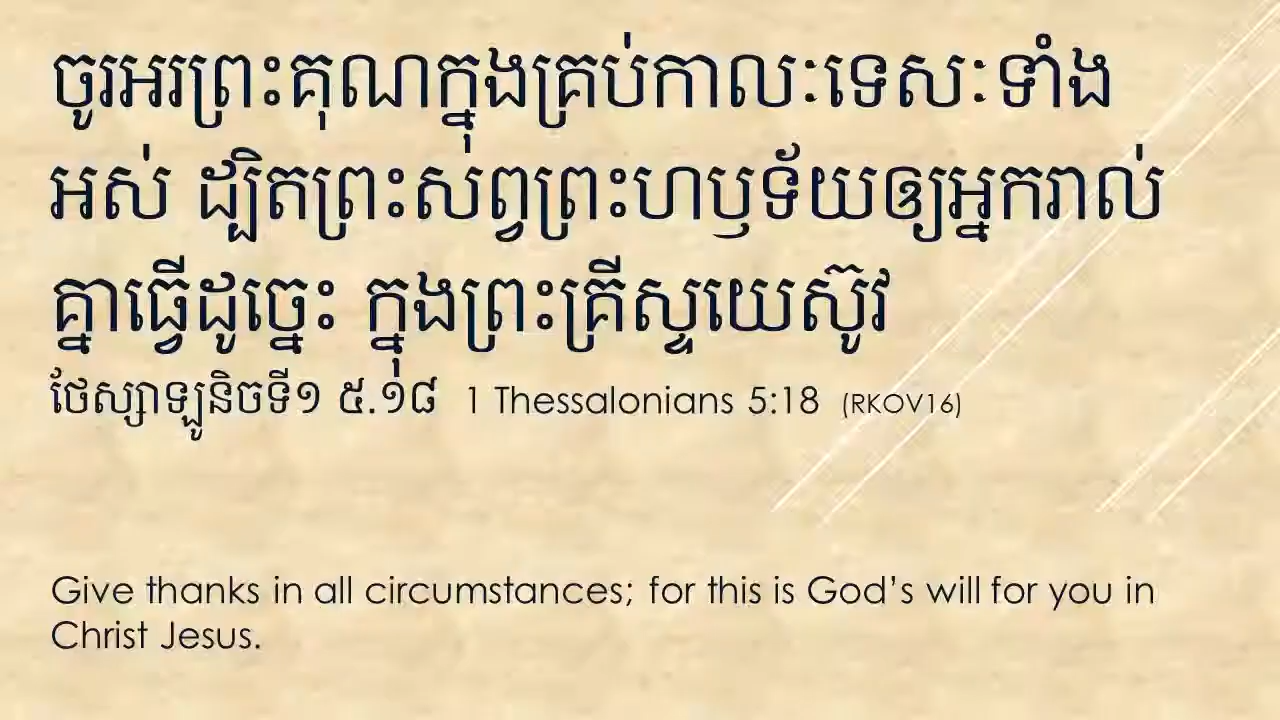 ចូរអរព្រះគុណក្នុងគ្រប់កាលៈទេសៈទាំង
អស់ ដ្បិតព្រះសព្វព្រះហឫទ័យឲ្យអ្នករាល់
គ្នាធ្វើដូច្នេះ ក្នុងព្រះគ្រីស្ទយេស៊ូវ
ថែស្សាឡូនិចទី១ ៥.១៨ 1 Thessalonians 5:18 (RKOV16)
Give thanks in all circumstances; for this is God’s will for you in
Christ Jesus.